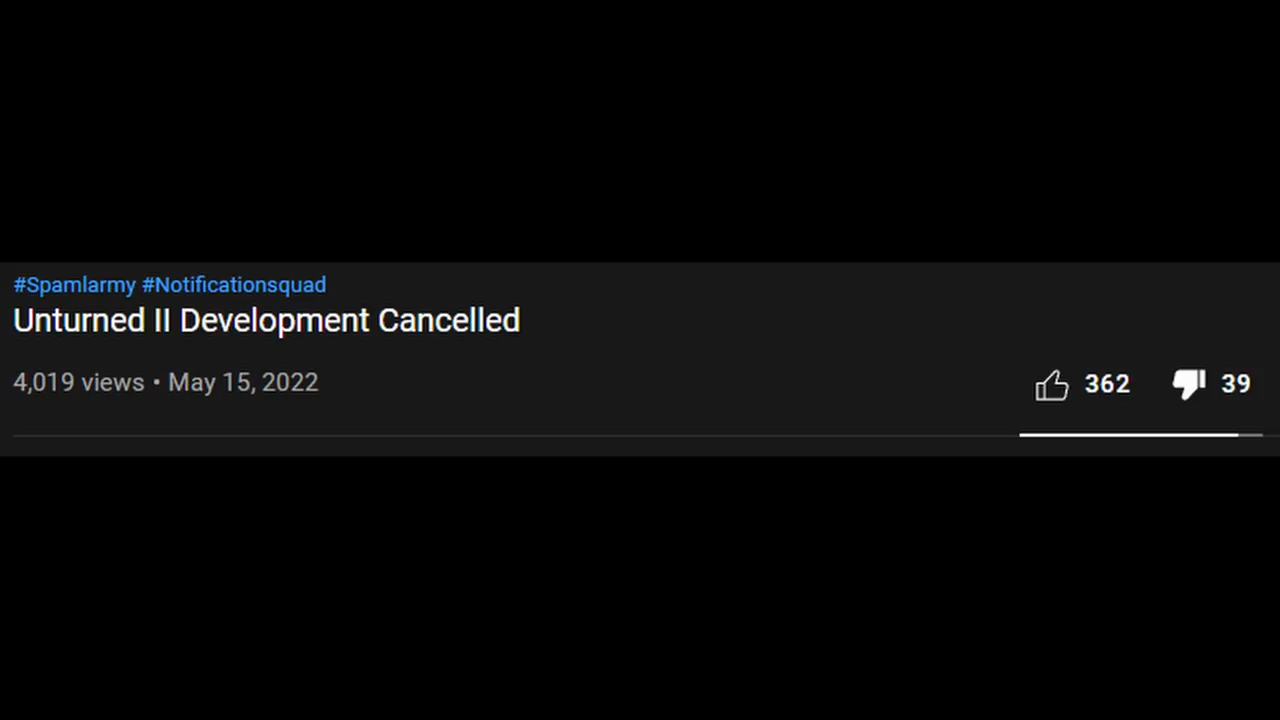 #Spamlarmy #Notificationsquad
Unturned II Development Cancelled
4,019 views • May 15, 2022
362
39